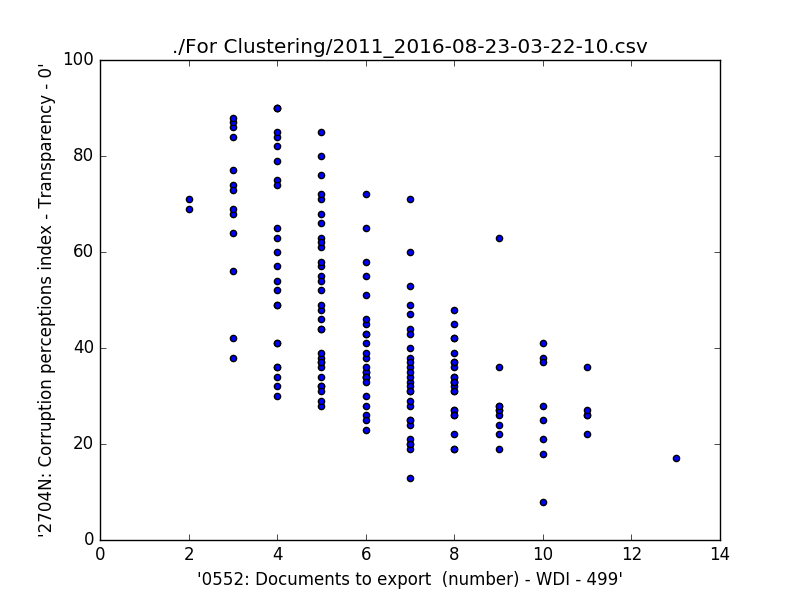 ./For Clustering/2011_2016-08-23-03-22-10.csv
100
80
60
40
20
0
'2704N: Corruption perceptions index - Transparency - 0'
0 2 4 6 8 10 12 14
'0552: Documents to export  (number) - WDI - 499'